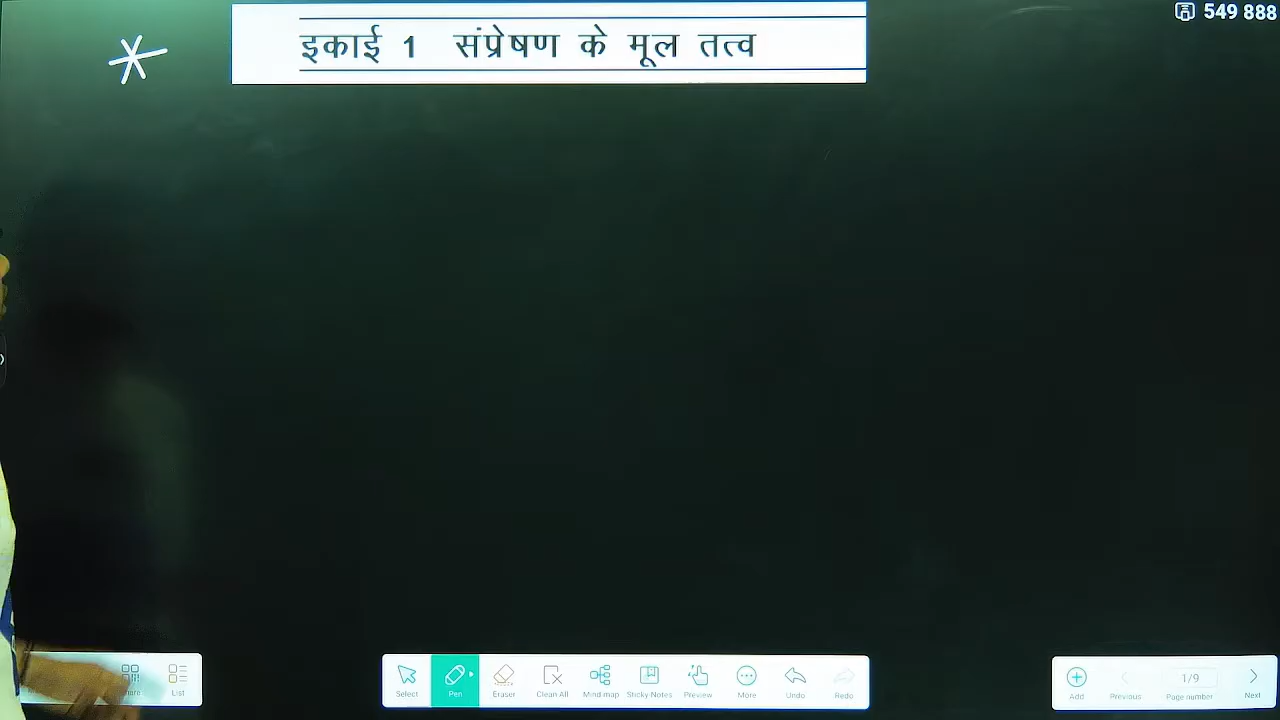 549 888
इकाई 1 संप्रेषण के मूल तत्व
List
Select
Pen
Eraser
Clean All
Mind map
Sticky Notes
Preview
More
Undo
Redo
Add
Previous
1/9
Page number
Next